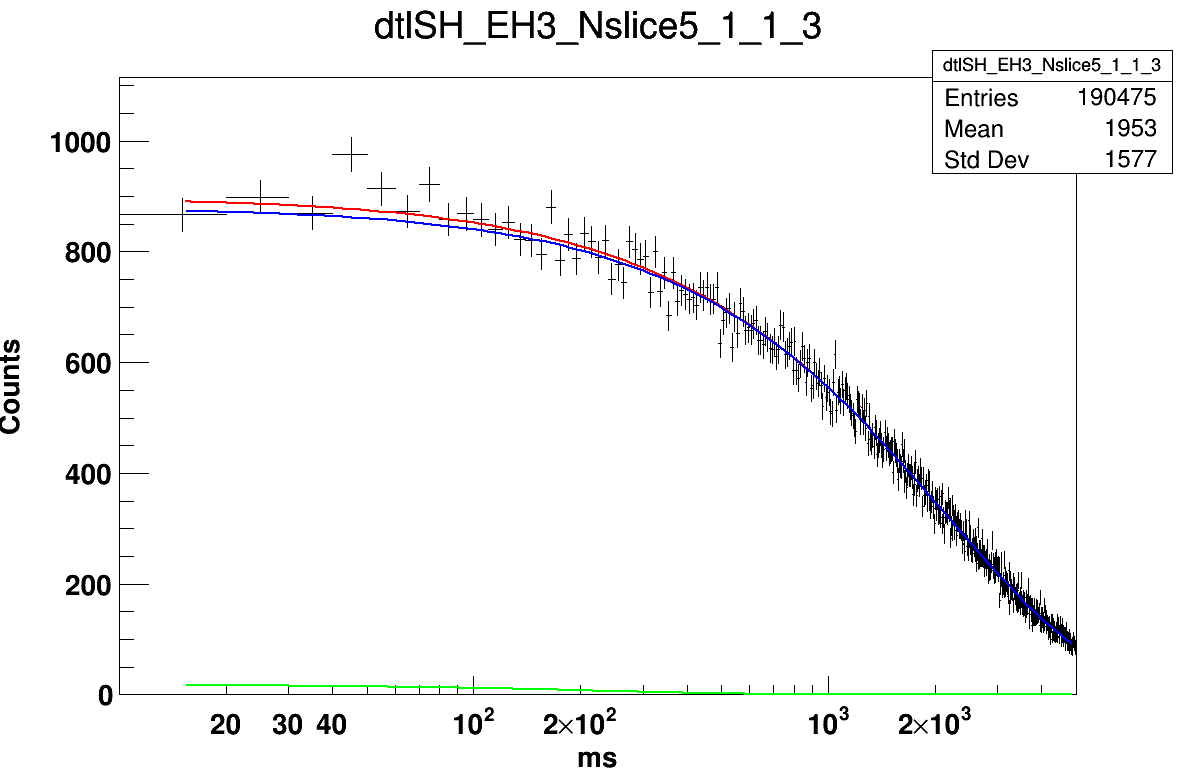 dtlSH_EH3_Nslice5_1_1_3
dtlSH_EH3_Nslice5_1_1_3
Entries 190475
Mean 1953
Std Dev 1577
Counts
1000
800
600
400
200
0
20 30 40 10² 2×10² 10³ 2×10³
ms